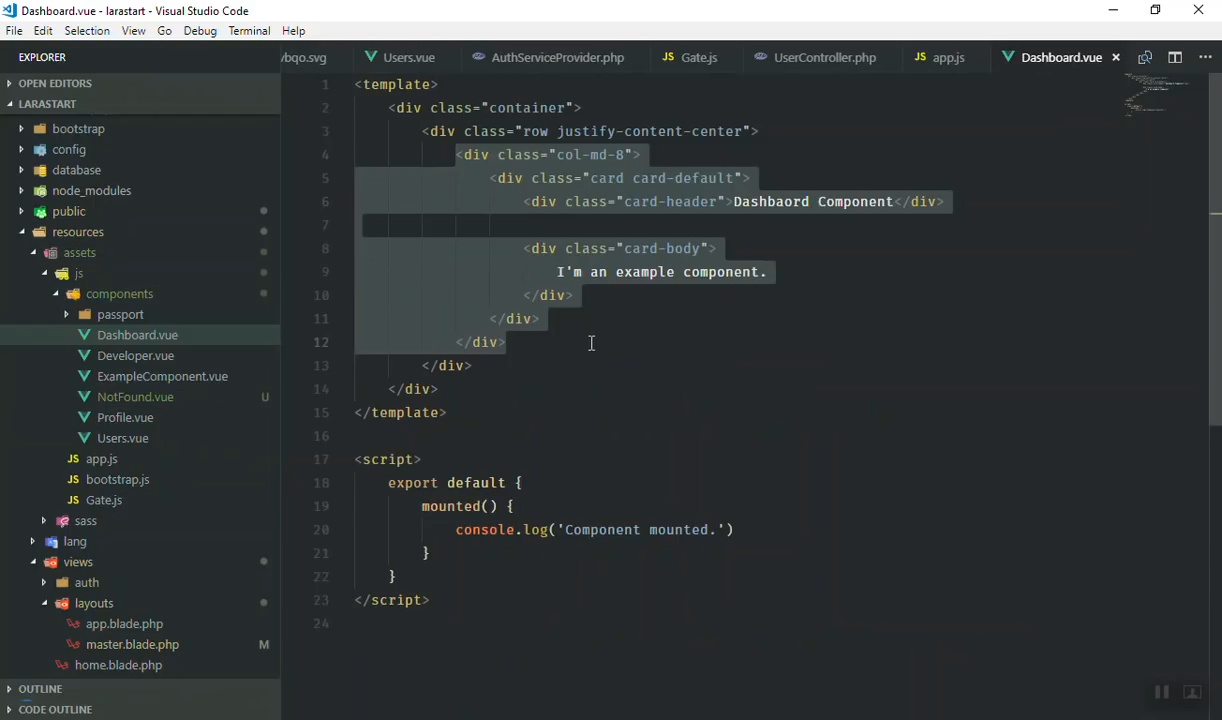 Dashboard.vue - larastart - Visual Studio Code
File Edit Selection View Go Debug Terminal Help
EXPLORER
ybqo.svg Users.vue AuthServiceProvider.php JS Gate.js UserController.php JS app.js Dashboard.vue
OPEN EDITORS
LARASTART
bootstrap
config
database
node_modules
public
resources
assets
js
components
passport
Dashboard.vue
Developer.vue
ExampleComponent.vue
NotFound.vue U
Profile.vue
Users.vue
JS app.js
JS bootstrap.js
JS Gate.js
sass
lang
views
auth
layouts
app.blade.php
master.blade.php M
home.blade.php
OUTLINE
CODE OUTLINE
1 <template>
2 <div class="container">
3 <div class="row justify-content-center">
4 <div class="col-md-8">
5 <div class="card card-default">
6 <div class="card-header">Dashbaord Component</div>
7
8 <div class="card-body">
9 I'm an example component.
10 </div>
11 </div>
12 </div>
13 </div>
14 </div>
15 </template>
16
17 <script>
18 export default {
19 mounted() {
20 console.log('Component mounted.')
21 }
22 }
23 </script>
24